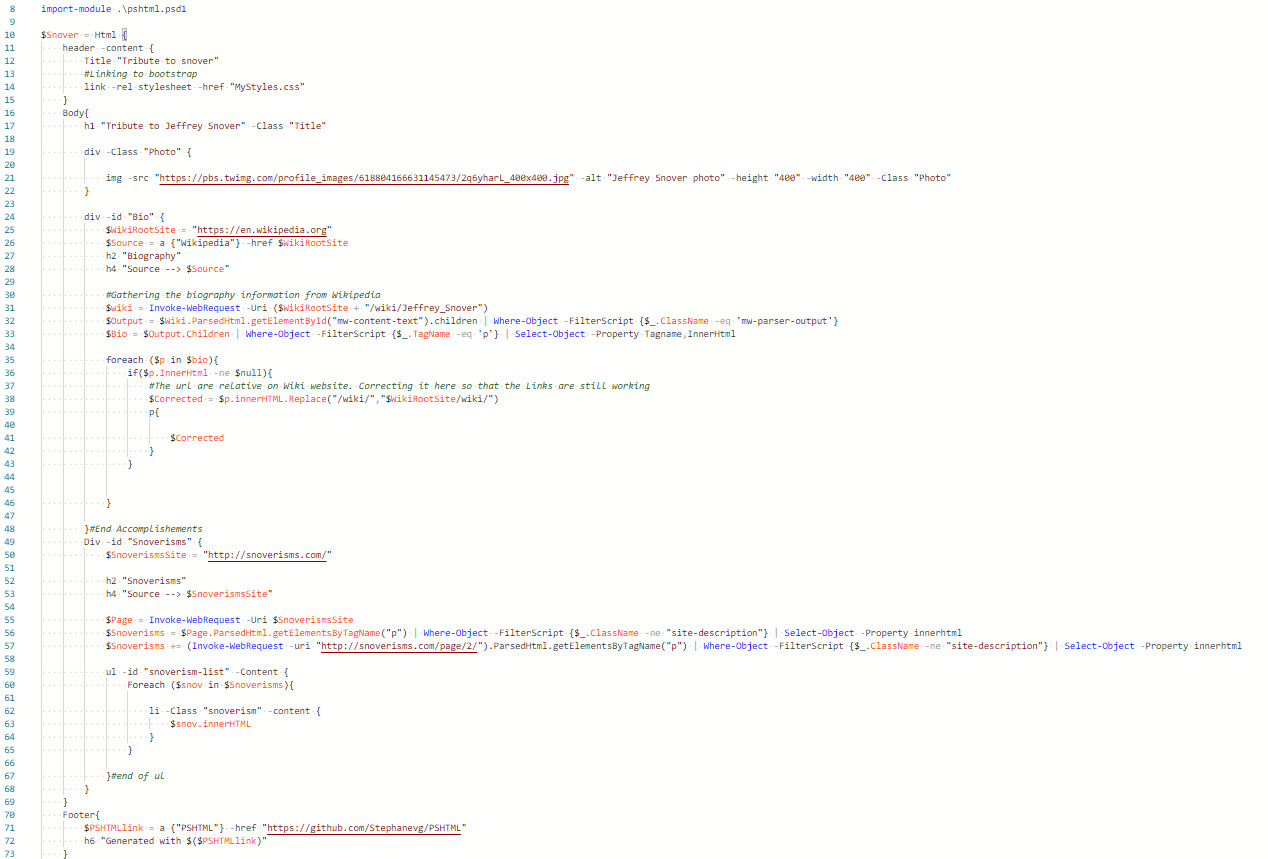 8 import-module .\pshtml.psd1
9
10 $Snover = Html {
11 header -content {
12 Title "Tribute to snover"
13 #Linking to bootstrap
14 link -rel stylesheet -href "MyStyles.css"
15 }
16 Body{
17 h1 "Tribute to Jeffrey Snover" -Class "Title"
18
19 div -Class "Photo" {
20
21 img -src "https://pbs.twimg.com/profile_images/618804166631145473/2q6yharL_400x400.jpg" -alt "Jeffrey Snover photo" -height "400" -width "400" -Class "Photo"
22 }
23
24 div -id "Bio" {
25 $WikiRootSite = "https://en.wikipedia.org"
26 $Source = a {"Wikipedia"} -href $WikiRootSite
27 h2 "Biography"
28 h4 "Source --> $Source"
29
30 #Gathering the biography information from Wikipedia
31 $wiki = Invoke-WebRequest -Uri ($WikiRootSite + "/wiki/Jeffrey_Snover")
32 $Output = $Wiki.ParsedHtml.getElementById("mw-content-text").children | Where-Object -FilterScript {$_.ClassName -eq 'mw-parser-output'}
33 $Bio = $Output.Children | Where-Object -FilterScript {$_.TagName -eq 'p'} | Select-Object -Property Tagname,InnerHtml
34
35 foreach ($p in $bio){
36 if($p.InnerHtml -ne $null){
37 #The url are relative on Wiki website. Correcting it here so that the Links are still working
38 $Corrected = $p.innerHTML.Replace("/wiki/","$WikiRootSite/wiki/")
39 p{
40
41 $Corrected
42 }
43 }
44
45
46 }
47
48 }#End Accomplishements
49 Div -id "Snoverisms" {
50 $SnoverismsSite = "http://snoverisms.com/"
51
52 h2 "Snoverisms"
53 h4 "Source --> $SnoverismsSite"
54
55 $Page = Invoke-WebRequest -Uri $SnoverismsSite
56 $Snoverisms = $Page.ParsedHtml.getElementsByTagName("p") | Where-Object -FilterScript {$_.ClassName -ne "site-description"} | Select-Object -Property innerhtml
57 $Snoverisms += (Invoke-WebRequest -uri "http://snoverisms.com/page/2/").ParsedHtml.getElementsByTagName("p") | Where-Object -FilterScript {$_.ClassName -ne "site-description"} | Select-Object -Property innerhtml
58
59 ul -id "snoverism-list" -Content {
60 Foreach ($snov in $Snoverisms){
61
62 li -Class "snoverism" -content {
63 $snov.innerHTML
64 }
65 }
66
67 }#end of ul
68 }
69 }
70 Footer{
71 $PSHTMLlink = a {"PSHTML"} -href "https://github.com/Stephanevg/PSHTML"
72 h6 "Generated with $($PSHTMLlink)"
73 }